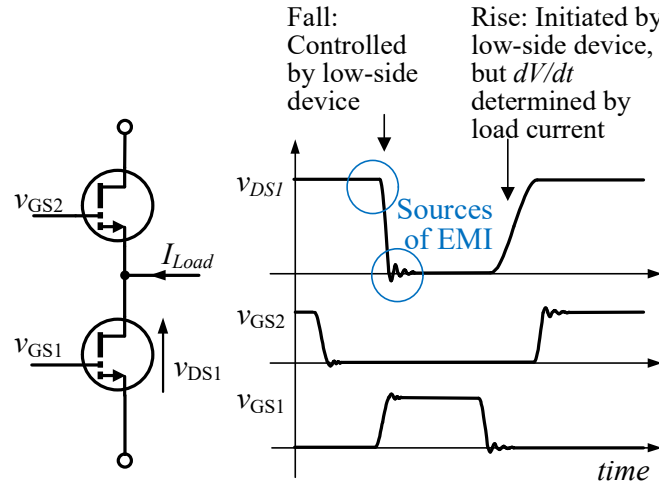 Fall:
Controlled
by low-side
device
Rise: Initiated by
low-side device,
but dV/dt
determined by
load current
vGS2
ILoad
vGS1
vDS1
vDS1
Sources
of EMI
vGS2
vGS1
time